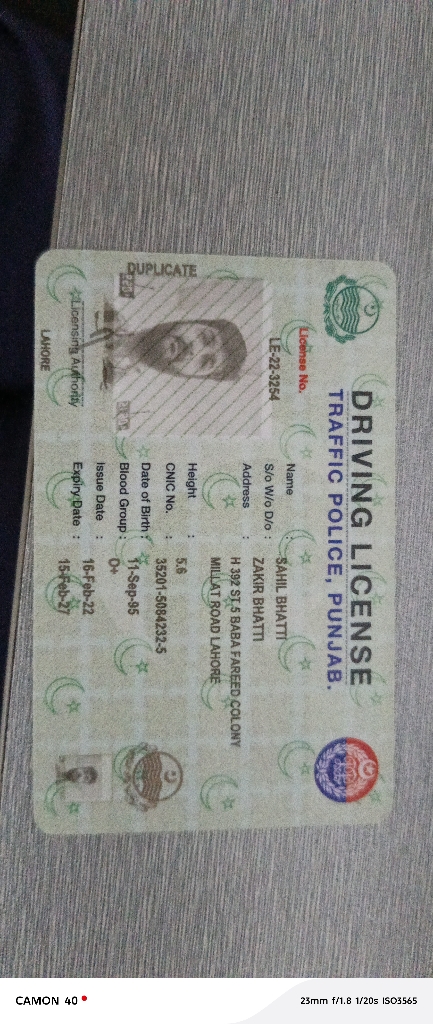 DRIVING LICENSE
TRAFFIC POLICE, PUNJAB.
License No.
LE-22-3254
DUPLICATE
Licensing Authority
LAHORE
Name : SAHIL BHATTI
S/o W/o D/o : ZAKIR BHATTI
Address : H 392 ST,5 BABA FAREED COLONY
MILLAT ROAD LAHORE
Height : 5.6
CNIC No. : 35201-5084232-5
Date of Birth : 11-Sep-95
Blood Group : O+
Issue Date : 16-Feb-22
Expiry Date : 15-Feb-27
CAMON 40
23mm f/1.8 1/20s ISO3565